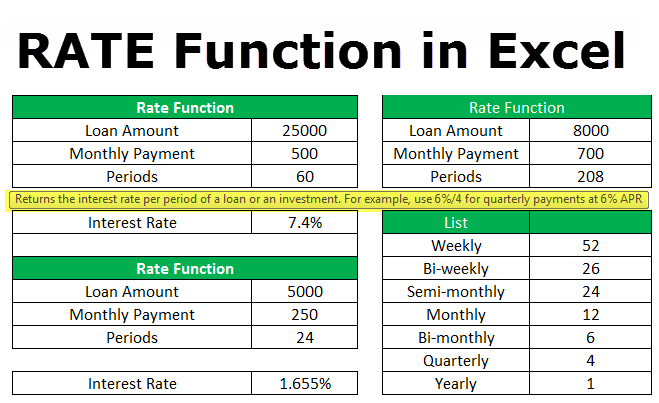 RATE Function in Excel
Rate Function
Loan Amount 25000
Monthly Payment 500
Periods 60
Rate Function
Loan Amount 8000
Monthly Payment 700
Periods 208
Returns the interest rate per period of a loan or an investment. For example, use 6%/4 for quarterly payments at 6% APR
Interest Rate 7.4%
Rate Function
Loan Amount 5000
Monthly Payment 250
Periods 24
Interest Rate 1.655%
List
Weekly 52
Bi-weekly 26
Semi-monthly 24
Monthly 12
Bi-monthly 6
Quarterly 4
Yearly 1